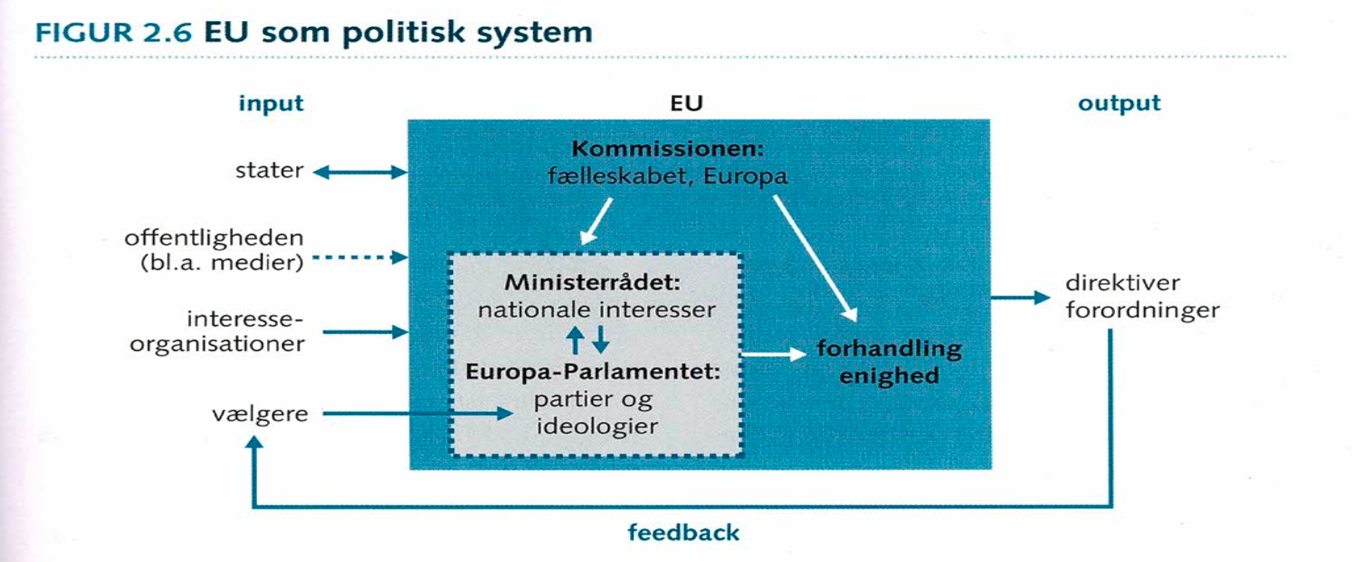 FIGUR 2.6 EU som politisk system
input
EU
output
stater
offentligheden
(bl.a. medier)
interesse-
organisationer
vælgere
Kommissionen:
fælleskabet, Europa
Ministerrådet:
nationale interesser
Europa-Parlamentet:
partier og
ideologier
forhandling
enighed
direktiver
forordninger
feedback